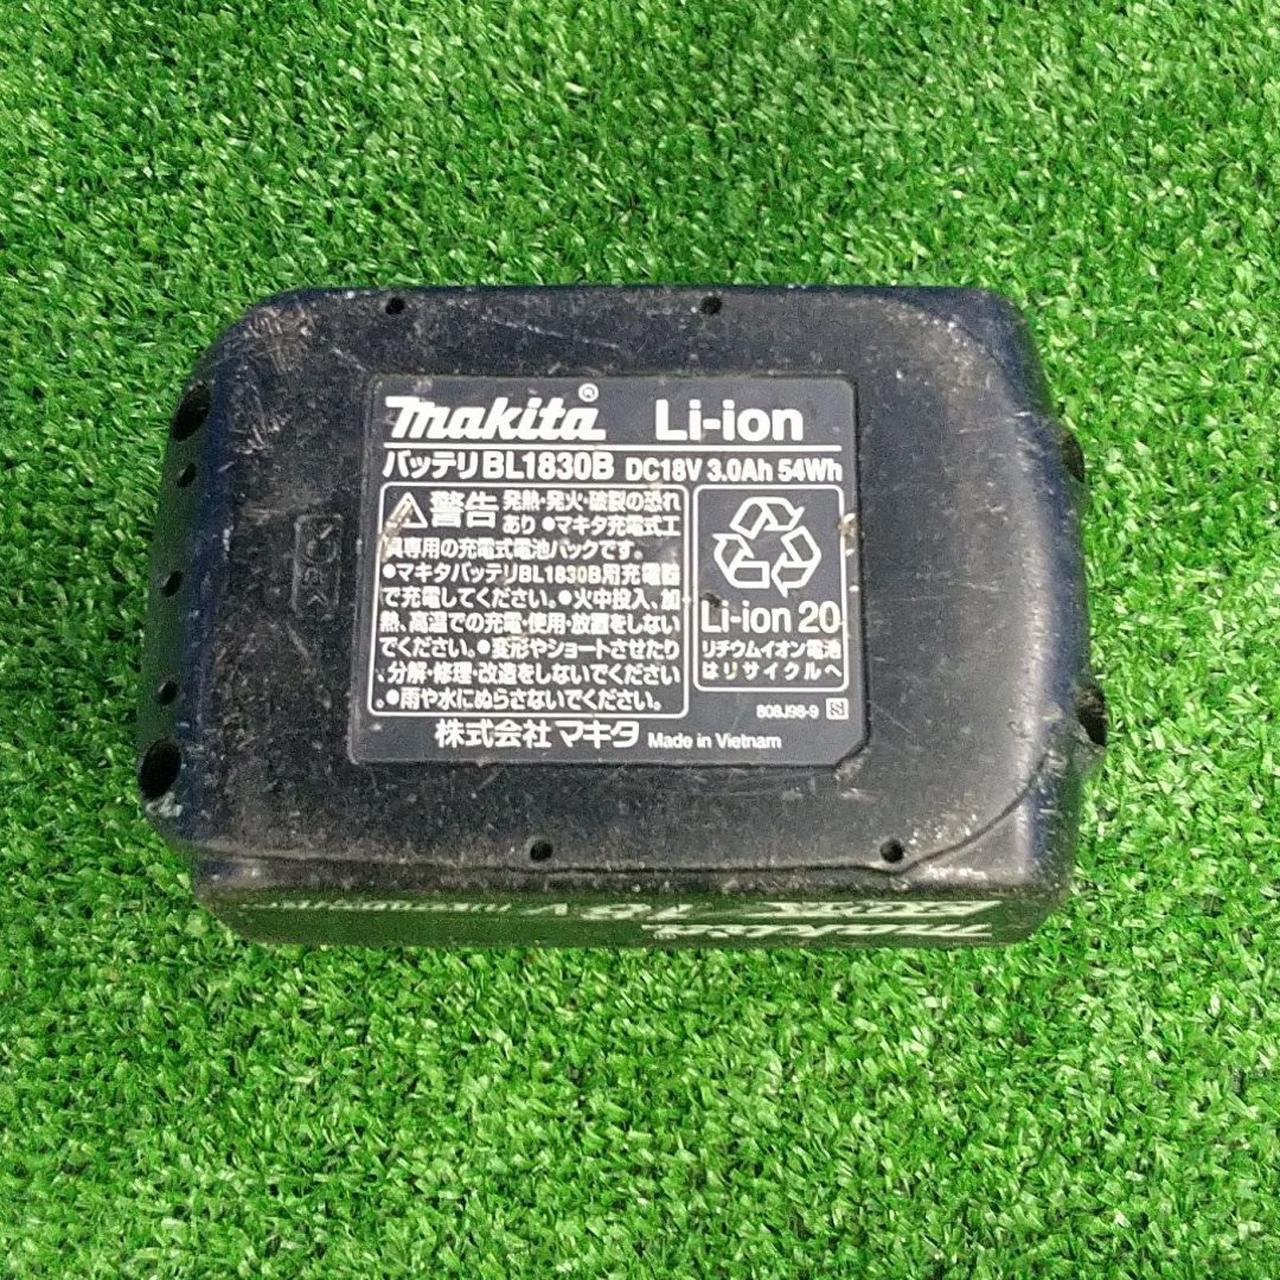 makita® Li-ion
バッテリ BL1830B DC18V 3.0Ah 54Wh
警告 発熱・発火・破裂の恐れ
あり ●マキタ充電式工
具専用の充電式電池パックです。
●マキタバッテリBL1830B用充電器
で充電してください。●火中投入、加
熱、高温での充電・使用・放置をしない
でください。●変形やショートさせたり
、分解・修理・改造をしないでください
。●雨や水にぬらさないでください。
Li-ion 20
リチウムイオン電池
はリサイクルへ
808J98-9 S
株式会社 マキタ Made in Vietnam
makita
18V